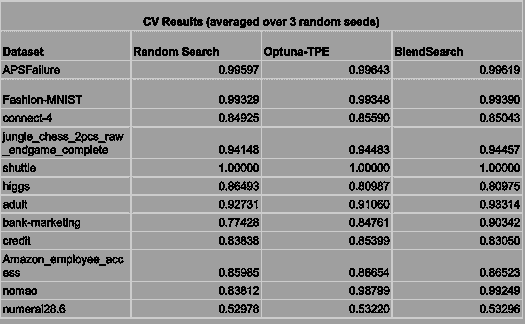 CV Results (averaged over 3 random seeds)
Dataset Random Search Optuna-TPE BlendSearch
APSFailure 0.99597 0.99643 0.99619
Fashion-MNIST 0.99329 0.99348 0.99390
connect-4 0.84925 0.85590 0.85043
jungle_chess_2pcs_raw
_endgame_complete 0.94148 0.94483 0.94457
shuttle 1.00000 1.00000 1.00000
higgs 0.86493 0.80987 0.80975
adult 0.92731 0.91060 0.93314
bank-marketing 0.77428 0.84761 0.90342
credit 0.83838 0.85399 0.83050
Amazon_employee_acc
ess 0.85985 0.86654 0.86523
nomao 0.83812 0.98799 0.99249
numerai28.6 0.52978 0.53220 0.53296